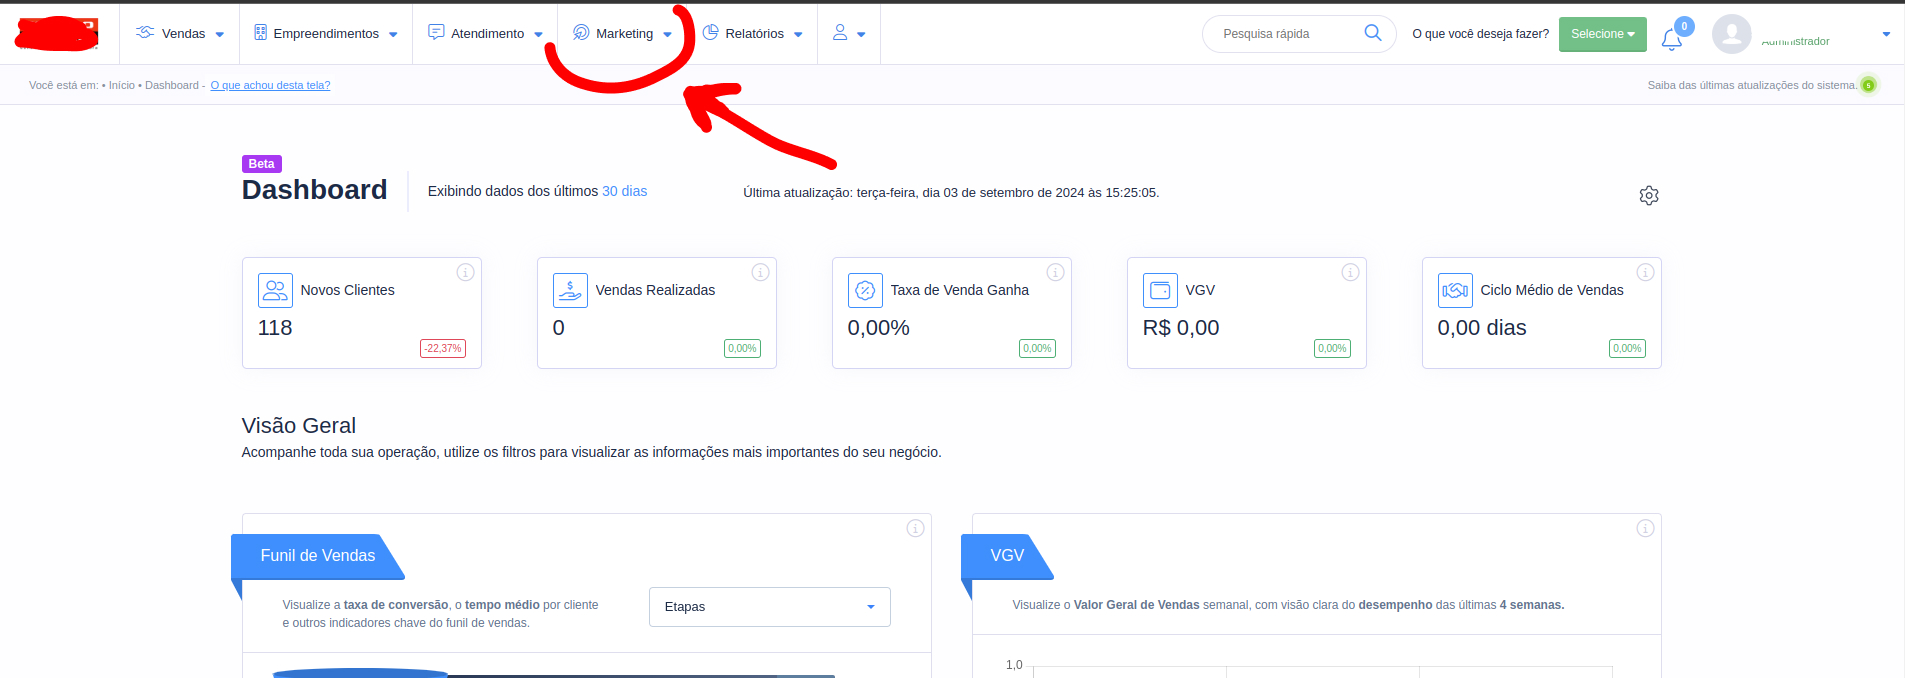 Vendas
Empreendimentos
Atendimento
Marketing
Relatórios
Pesquisa rápida
O que você deseja fazer?
Selecione
0
Administrador
Você está em: • Início • Dashboard - O que achou desta tela?
Saiba das últimas atualizações do sistema.
5
Beta
Dashboard
Exibindo dados dos últimos 30 dias
Última atualização: terça-feira, dia 03 de setembro de 2024 às 15:25:05.
Novos Clientes
118
-22,37%
Vendas Realizadas
0
0,00%
Taxa de Venda Ganha
0,00%
0,00%
VGV
R$ 0,00
0,00%
Ciclo Médio de Vendas
0,00 dias
0,00%
Visão Geral
Acompanhe toda sua operação, utilize os filtros para visualizar as informações mais importantes do seu negócio.
Funil de Vendas
Visualize a taxa de conversão, o tempo médio por cliente
e outros indicadores chave do funil de vendas.
Etapas
VGV
Visualize o Valor Geral de Vendas semanal, com visão clara do desempenho das últimas 4 semanas.
1,0